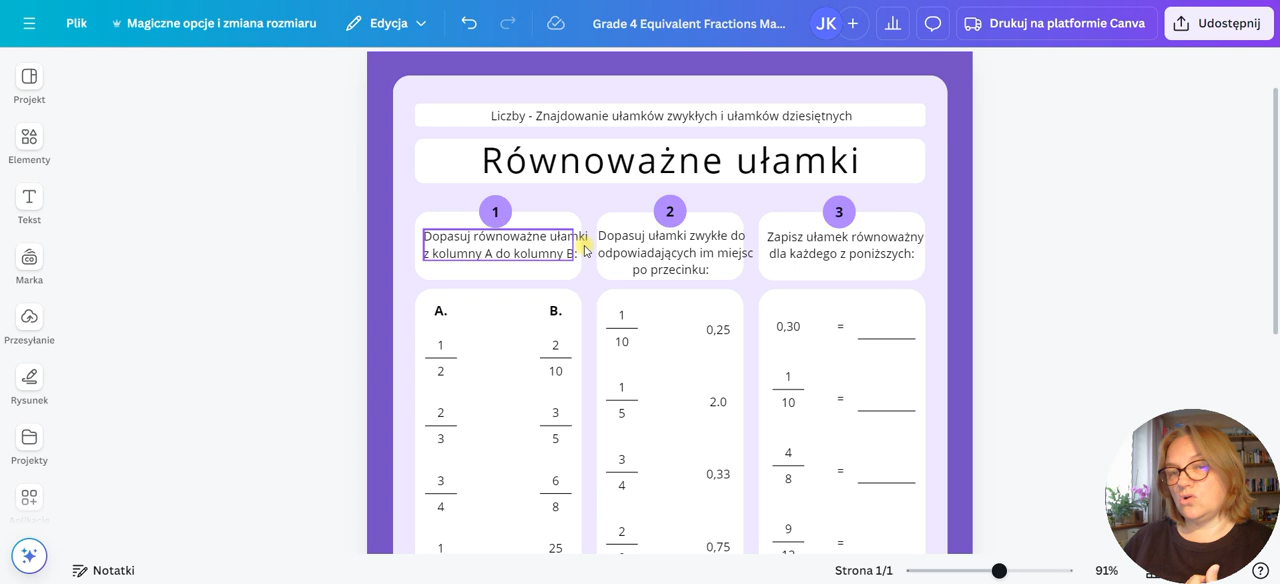 Plik
Magiczne opcje i zmiana rozmiaru
Edycja
Grade 4 Equivalent Fractions Ma...
JK
+
Drukuj na platformie Canva
Udostępnij
Projekt
Elementy
Tekst
Marka
Przesyłanie
Rysunek
Projekty
Liczby - Znajdowanie ułamków zwykłych i ułamków dziesiętnych
Równoważne ułamki
1
Dopasuj równoważne ułamki
z kolumny A do kolumny B:
2
Dopasuj ułamki zwykłe do
odpowiadających im miejsc
po przecinku:
3
Zapisz ułamek równoważny
dla każdego z poniższych:
A.
B.
1
2
2
10
2
3
3
5
3
4
6
8
1
25
1
10
0,25
1
5
2.0
3
4
0,33
2
0,75
0,30
=
1
10
=
4
8
=
9
=
Notatki
Strona 1/1
91%
?